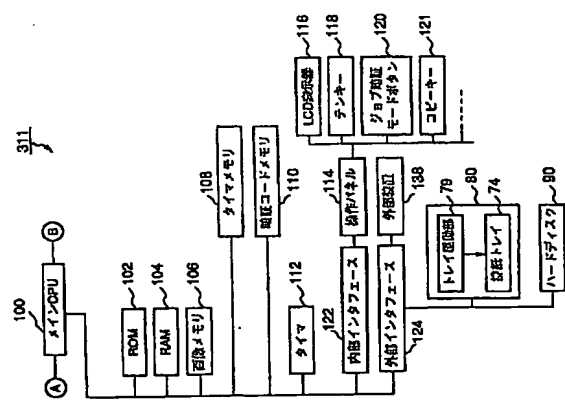 311
100
メインCPU
A
B
ROM
102
RAM
104
画像メモリ
106
タイマメモリ
108
暗証コードメモリ
110
タイマ
112
内部インタフェース
122
操作パネル
114
LCD表示器
116
テンキー
118
ジョブ暗証
モードボタン
120
コピーキー
121
外部インタフェース
124
外部装置
138
80
トレイ駆動部
79
給紙トレイ
74
ハードディスク
90